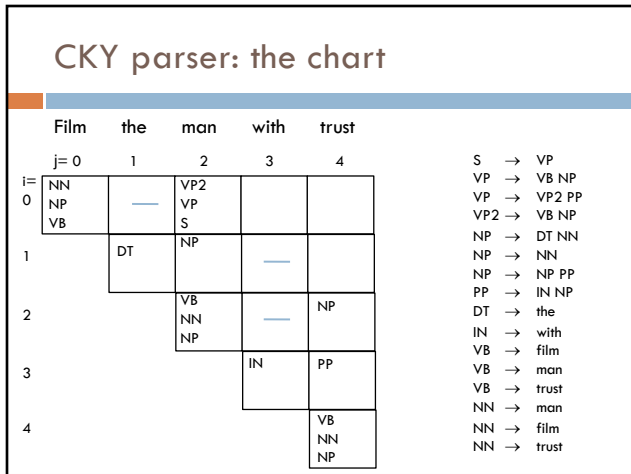 CKY parser: the chart
Film the man with trust
j= 0 1 2 3 4
i=
0
NN
NP
VB
—
VP2
VP
S
1
DT
NP
—
2
VB
NN
NP
—
NP
3
IN
PP
4
VB
NN
NP
S → VP
VP → VB NP
VP → VP2 PP
VP2 → VB NP
NP → DT NN
NP → NN
NP → NP PP
PP → IN NP
DT → the
IN → with
VB → film
VB → man
VB → trust
NN → man
NN → film
NN → trust